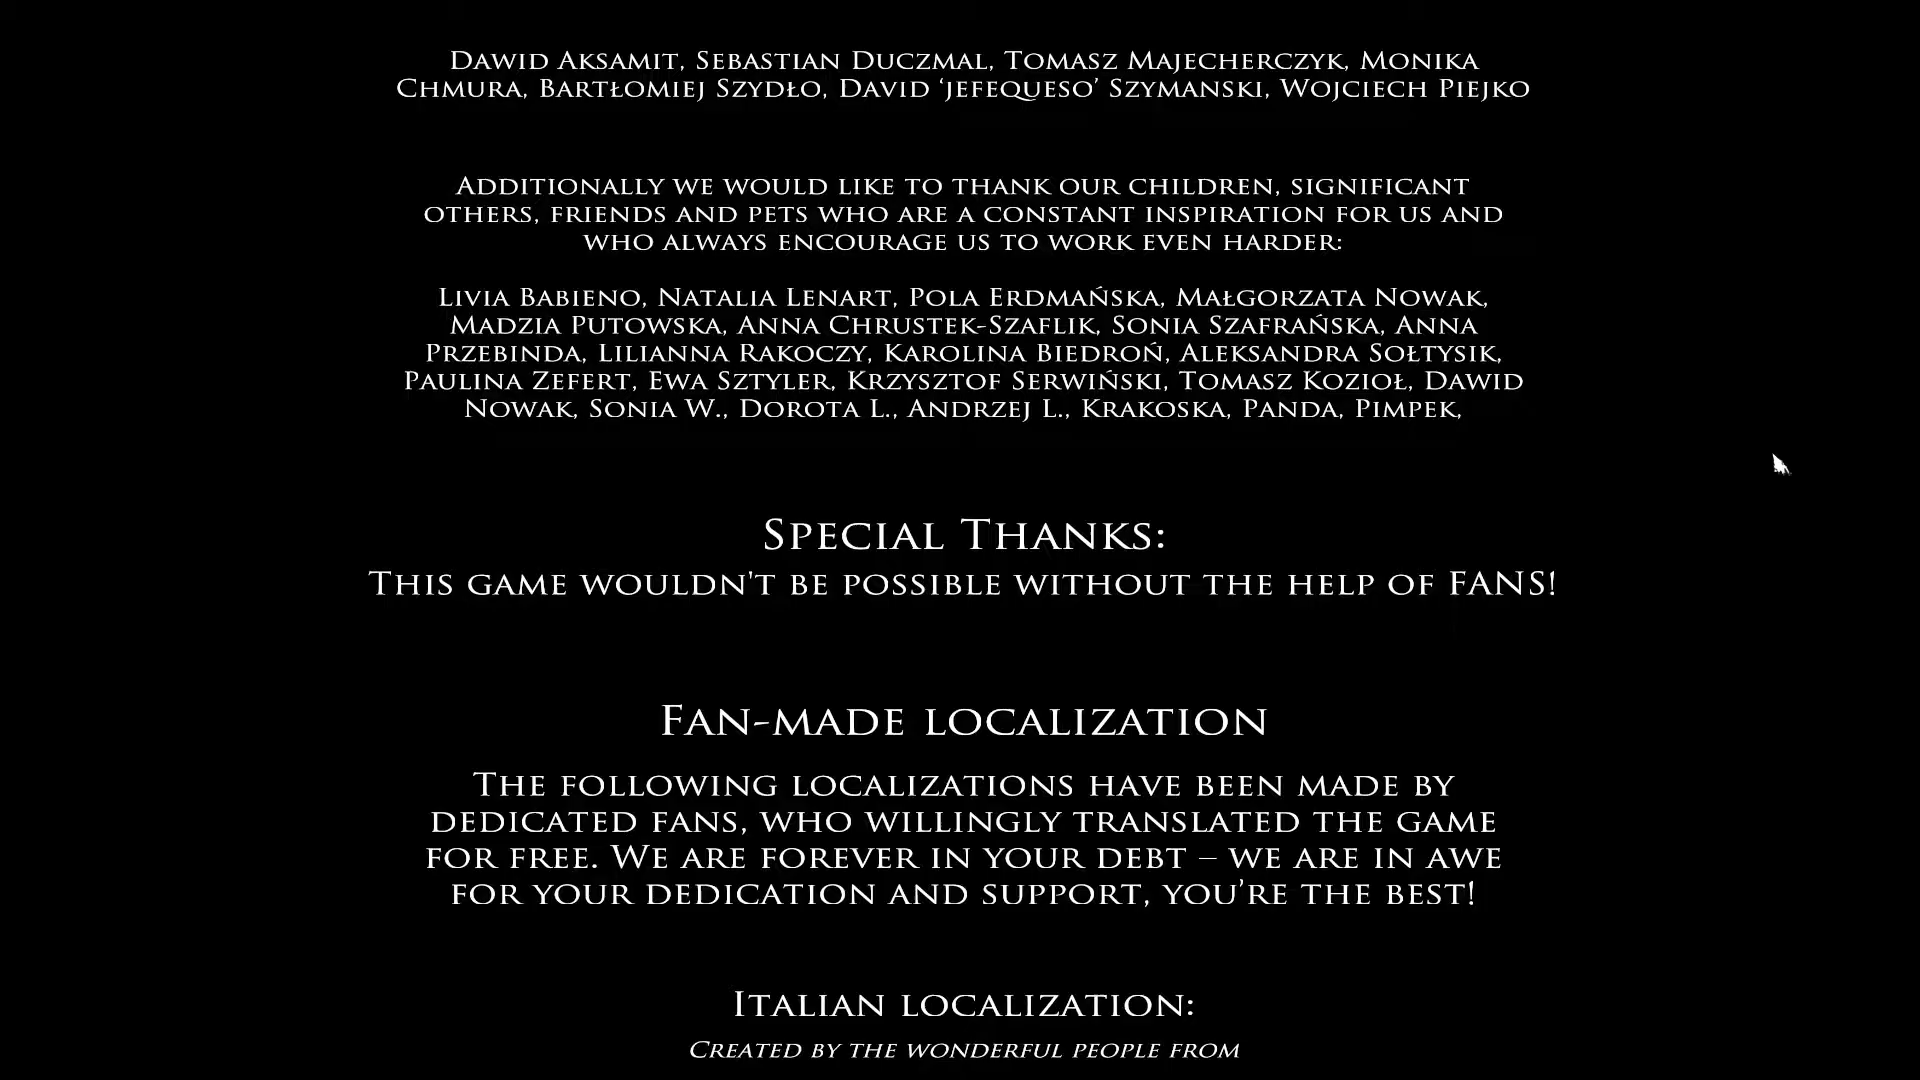 Dawid Aksamit, Sebastian Duczmal, Tomasz Majecherczyk, Monika
Chmura, Bartłomiej Szydło, David ‘jefequeso’ Szymanski, Wojciech Piejko
Additionally we would like to thank our children, significant
others, friends and pets who are a constant inspiration for us and
who always encourage us to work even harder:
Livia Babieno, Natalia Lenart, Pola Erdmańska, Małgorzata Nowak,
Madzia Putowska, Anna Chrustek-Szaflik, Sonia Szafrańska, Anna
Przebinda, Lilianna Rakoczy, Karolina Biedroń, Aleksandra Sołtysik,
Paulina Zefert, Ewa Sztyler, Krzysztof Serwiński, Tomasz Kozioł, Dawid
Nowak, Sonia W., Dorota L., Andrzej L., Krakoska, Panda, Pimpek,
Special Thanks:
This game wouldn't be possible without the help of FANS!
Fan-made localization
The following localizations have been made by
dedicated fans, who willingly translated the game
for free. We are forever in your debt – we are in awe
for your dedication and support, you’re the best!
Italian localization:
Created by the wonderful people from